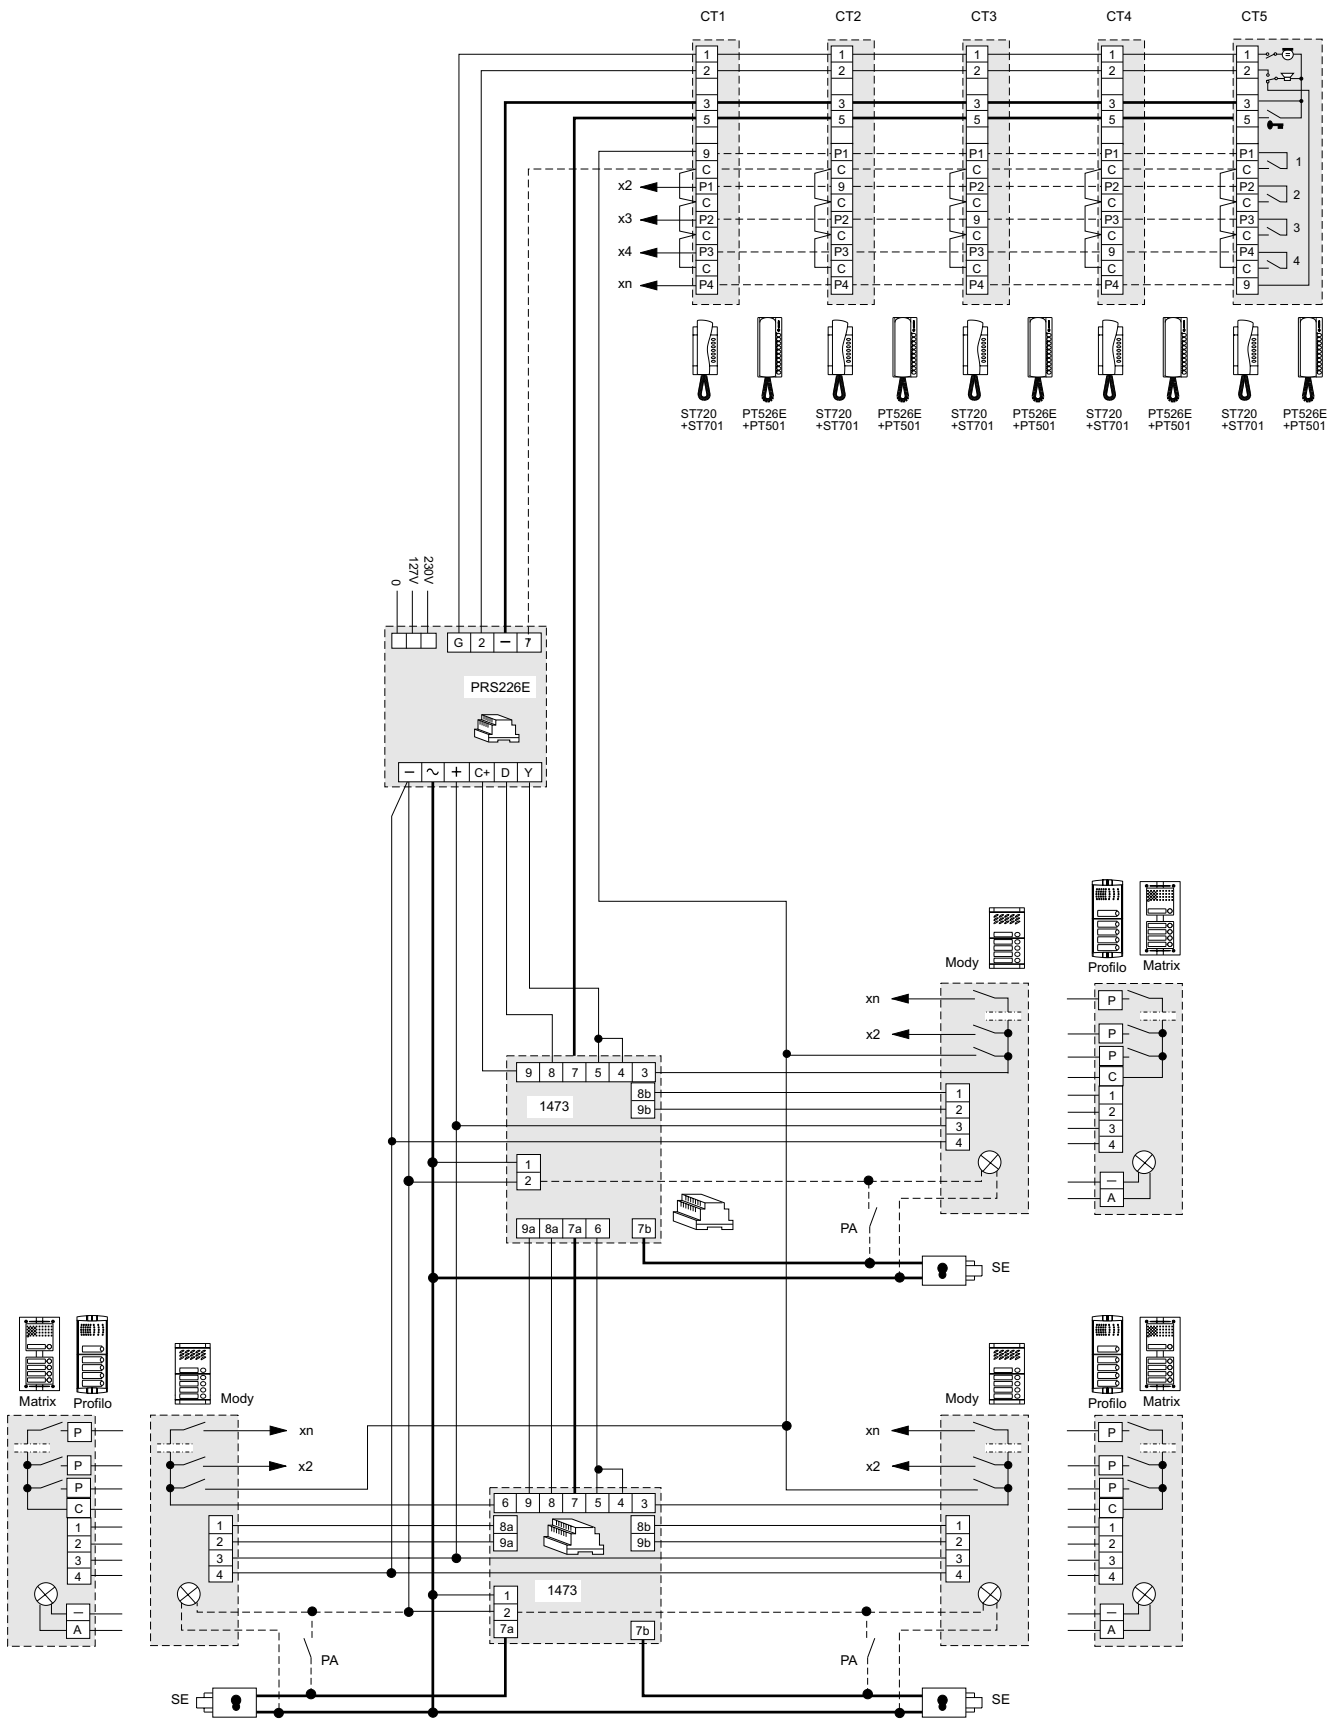 CT1 CT2 CT3 CT4 CT5
1 1 1 1 1
2 2 2 2 2
3 3 3 3 3
5 5 5 5 5
9 P1 P1 P1 P1 1
C C C C C
x2 P1 9 P2 P2 P2 2
C C C C C
x3 P2 P2 9 P3 P3 3
C C C C C
x4 P3 P3 P3 9 P4 4
C C C C C
xn P4 P4 P4 P4 9
ST720 PT526E ST720 PT526E ST720 PT526E ST720 PT526E ST720 PT526E
+ST701 +PT501 +ST701 +PT501 +ST701 +PT501 +ST701 +PT501 +ST701 +PT501
0 127V 230V
G 2 — 7
PRS226E
— ~ + C+ D Y
Mody Profilo Matrix
xn P
x2 P
P
9 8 7 5 4 3 C
8b 1 1
1473 9b 2 2
3 3
4 4
1
2 —
A
9a 8a 7a 6 7b PA
SE
Matrix Profilo Mody Mody Profilo Matrix
P xn xn P
P x2 x2 P
P P
C 6 9 8 7 5 4 3 C
1 1 8a 8b 1 1
2 2 9a 9b 2 2
3 3 3 3
4 4 4 4
1473
1
— 2 —
A 7a 7b A
PA PA
SE SE